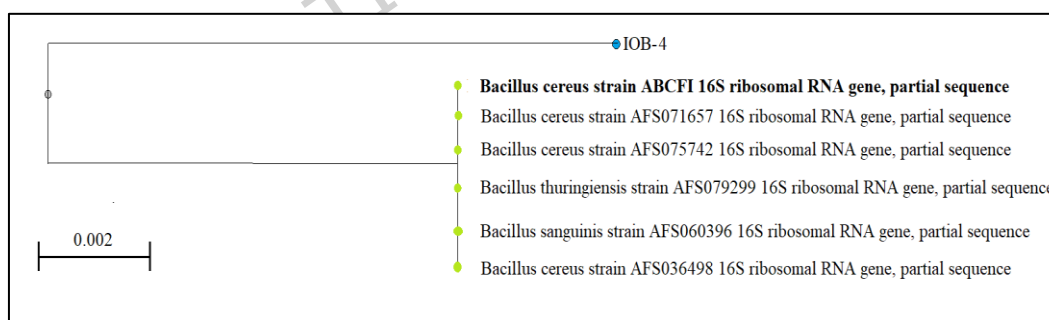 IOB-4
Bacillus cereus strain ABCFI 16S ribosomal RNA gene, partial sequence
Bacillus cereus strain AFS071657 16S ribosomal RNA gene, partial sequence
Bacillus cereus strain AFS075742 16S ribosomal RNA gene, partial sequence
Bacillus thuringiensis strain AFS079299 16S ribosomal RNA gene, partial sequence
Bacillus sanguinis strain AFS060396 16S ribosomal RNA gene, partial sequence
0.002
Bacillus cereus strain AFS036498 16S ribosomal RNA gene, partial sequence